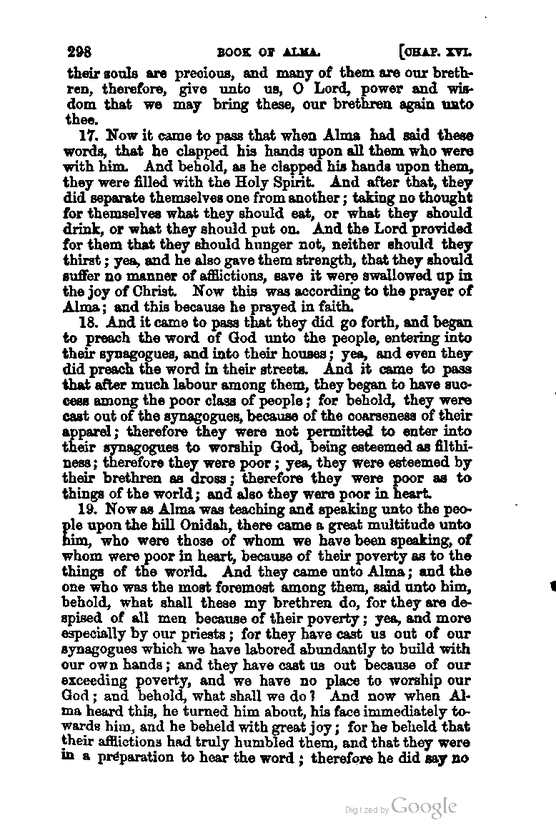 298 BOOK OF ALMA. [CHAP. XVI.
their souls are precious, and many of them are our breth-
ren, therefore, give unto us, O Lord, power and wis-
dom that we may bring these, our brethren again unto
thee.
17. Now it came to pass that when Alma had said these
words, that he clapped his hands upon all them who were
with him. And behold, as he clapped his hands upon them,
they were filled with the Holy Spirit. And after that, they
did separate themselves one from another; taking no thought
for themselves what they should eat, or what they should
drink, or what they should put on. And the Lord provided
for them that they should hunger not, neither should they
thirst; yea, and he also gave them strength, that they should
suffer no manner of afflictions, save it were swallowed up in
the joy of Christ. Now this was according to the prayer of
Alma; and this because he prayed in faith.
18. And it came to pass that they did go forth, and began
to preach the word of God unto the people, entering into
their synagogues, and into their houses; yea, and even they
did preach the word in their streets. And it came to pass
that after much labour among them, they began to have suc-
cess among the poor class of people; for behold, they were
cast out of the synagogues, because of the coarseness of their
apparel; therefore they were not permitted to enter into
their synagogues to worship God, being esteemed as filthi-
ness; therefore they were poor; yea, they were esteemed by
their brethren as dross; therefore they were poor as to
things of the world; and also they were poor in heart.
19. Now as Alma was teaching and speaking unto the peo-
ple upon the hill Onidah, there came a great multitude unto
him, who were those of whom we have been speaking, of
whom were poor in heart, because of their poverty as to the
things of the world. And they came unto Alma; and the
one who was the most foremost among them, said unto him,
behold, what shall these my brethren do, for they are de-
spised of all men because of their poverty; yea, and more
especially by our priests; for they have cast us out of our
synagogues which we have labored abundantly to build with
our own hands; and they have cast us out because of our
exceeding poverty, and we have no place to worship our
God; and behold, what shall we do? And now when Al-
ma heard this, he turned him about, his face immediately to-
wards him, and he beheld with great joy; for he beheld that
their afflictions had truly humbled them, and that they were
in a preparation to hear the word; therefore he did say no
Digitized by Google